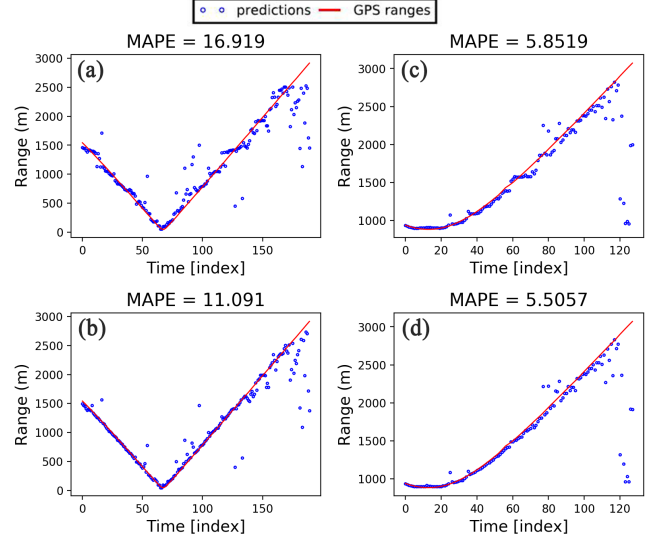 predictions GPS ranges
MAPE = 16.919
(a)
Range (m)
3000
2500
2000
1500
1000
500
0
0 50 100 150
Time [index]
MAPE = 5.8519
(c)
Range (m)
3000
2500
2000
1500
1000
0 20 40 60 80 100 120
Time [index]
MAPE = 11.091
(b)
Range (m)
3000
2500
2000
1500
1000
500
0
0 50 100 150
Time [index]
MAPE = 5.5057
(d)
Range (m)
3000
2500
2000
1500
1000
0 20 40 60 80 100 120
Time [index]